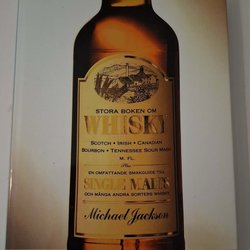 STORA BOKEN OM
WHISKY
SCOTCH • IRISH • CANADIAN
BOURBON • TENNESSEE SOUR MASH
M. FL.
Plus
EN OMFATTANDE SMAKGUIDE TILL
SINGLE MALTS
OCH MÅNGA ANDRA SORTERS WHISKY
Michael Jackson